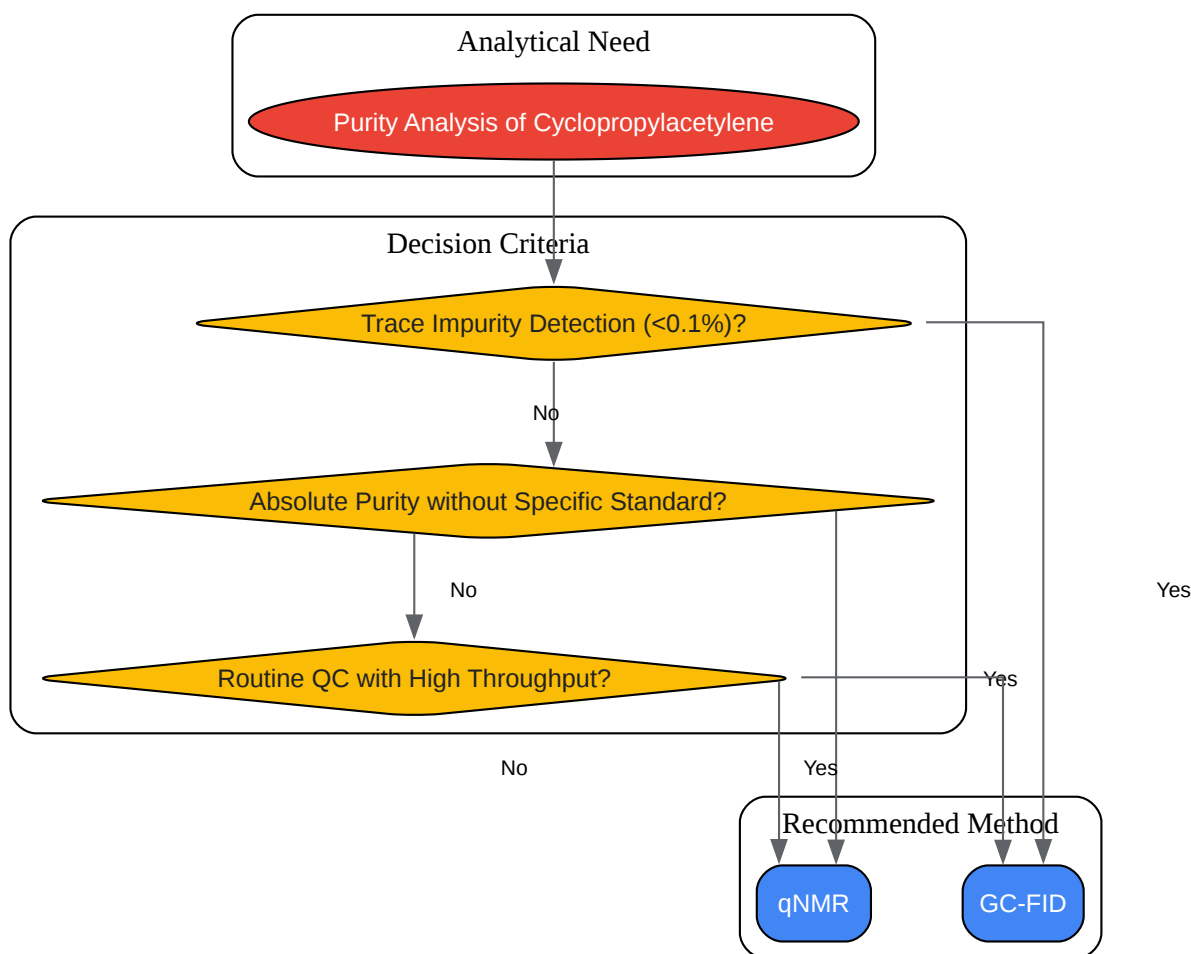 Analytical Need
Purity Analysis of Cyclopropylacetylene
Decision Criteria
Trace Impurity Detection (<0.1%)?
No
Absolute Purity without Specific Standard?
No
Yes
Routine QC with High Throughput?
Yes
No
Yes
Recommended Method
qNMR
GC-FID